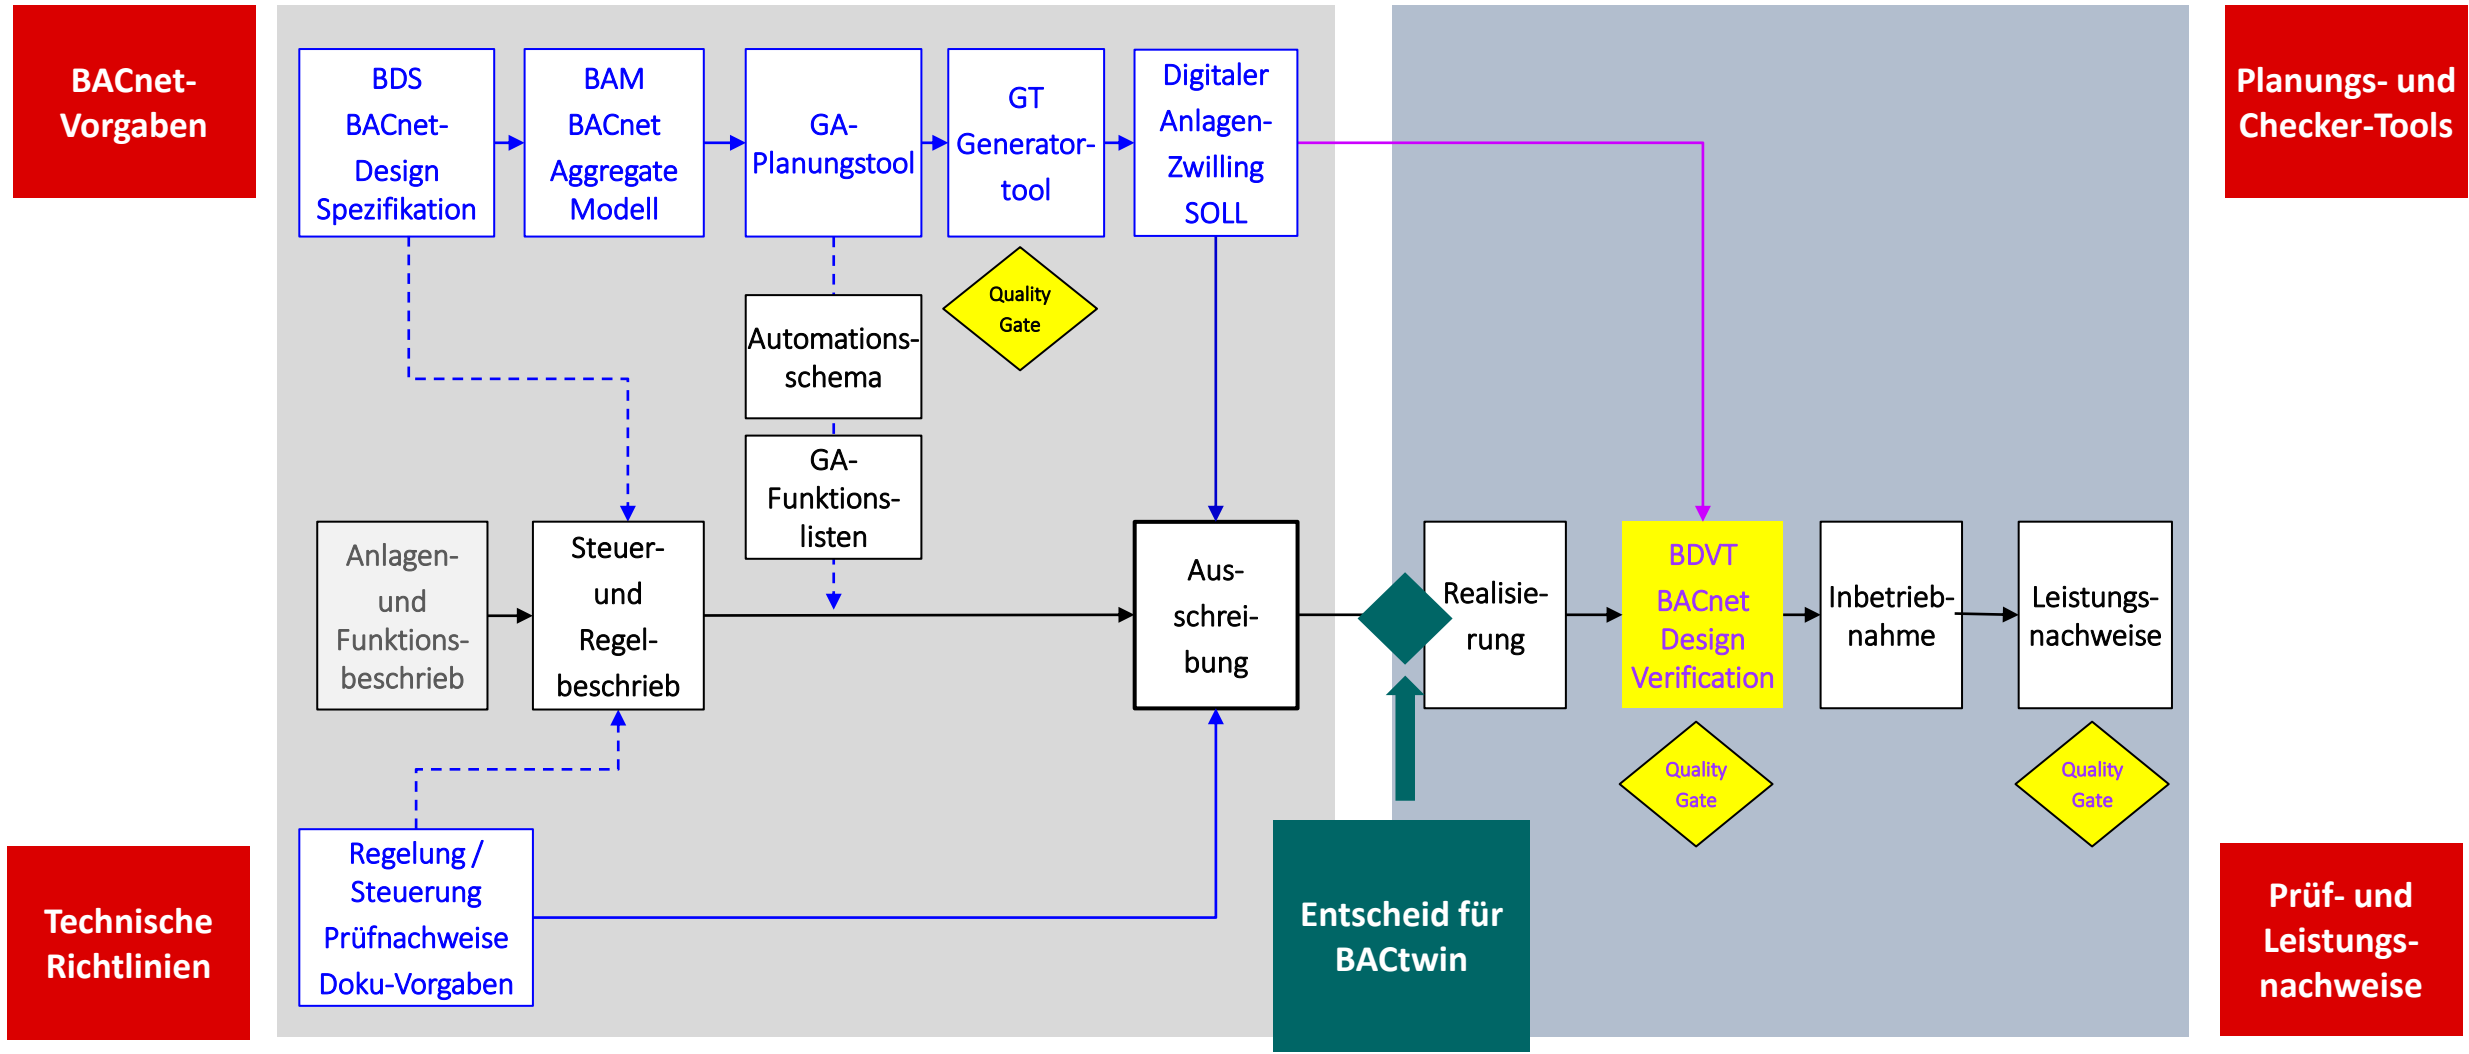 BACnet-
Vorgaben
BDS
BACnet-
Design
Spezifikation
BAM
BACnet
Aggregate
Modell
GA-
Planungstool
GT
Generator-
tool
Digitaler
Anlagen-
Zwilling
SOLL
Planungs- und
Checker-Tools
Quality
Gate
Automations-
schema
GA-
Funktions-
listen
Anlagen-
und
Funktions-
beschrieb
Steuer-
und
Regel-
beschrieb
Aus-
schrei-
bung
Realisie-
rung
BDVT
BACnet
Design
Verification
Inbetrieb-
nahme
Leistungs-
nachweise
Quality
Gate
Quality
Gate
Technische
Richtlinien
Regelung /
Steuerung
Prüfnachweise
Doku-Vorgaben
Entscheid für
BACtwin
Prüf- und
Leistungs-
nachweise